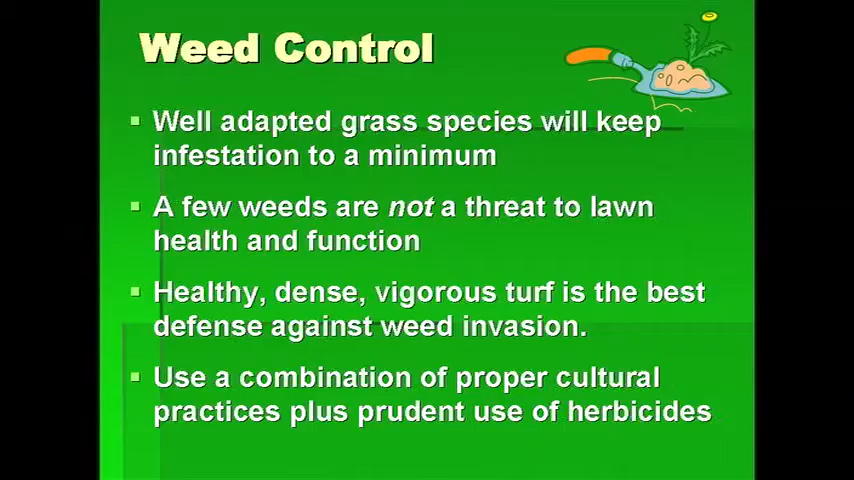 Weed Control
Well adapted grass species will keep
infestation to a minimum
A few weeds are not a threat to lawn
health and function
Healthy, dense, vigorous turf is the best
defense against weed invasion.
Use a combination of proper cultural
practices plus prudent use of herbicides